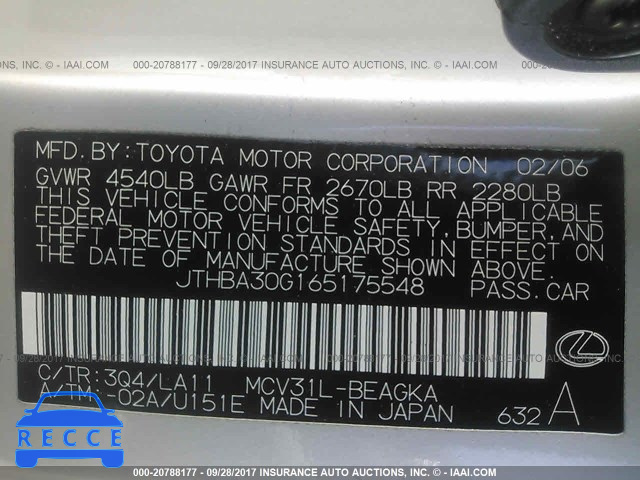 000-20788177 - 09/28/2017 INSURANCE AUTO AUCTIONS, INC. - © IAAI.COM
MFD.BY:TOYOTA MOTOR CORPORATION 02/06
GVWR 4540LB GAWR FR 2670LB RR 2280LB
THIS VEHICLE CONFORMS TO ALL APPLICABLE
FEDERAL MOTOR VEHICLE SAFETY,BUMPER,AND
THEFT PREVENTION STANDARDS IN EFFECT ON
THE DATE OF MANUFACTURE SHOWN ABOVE.
JTHBA30G165175548 PASS.CAR
C/TR:3Q4/LA11 MCV31L-BEAGKA
A/TM:-02A/U151E MADE IN JAPAN 632 A
000-20788177 - 09/28/2017 INSURANCE AUTO AUCTIONS, INC. - © IAAI.COM